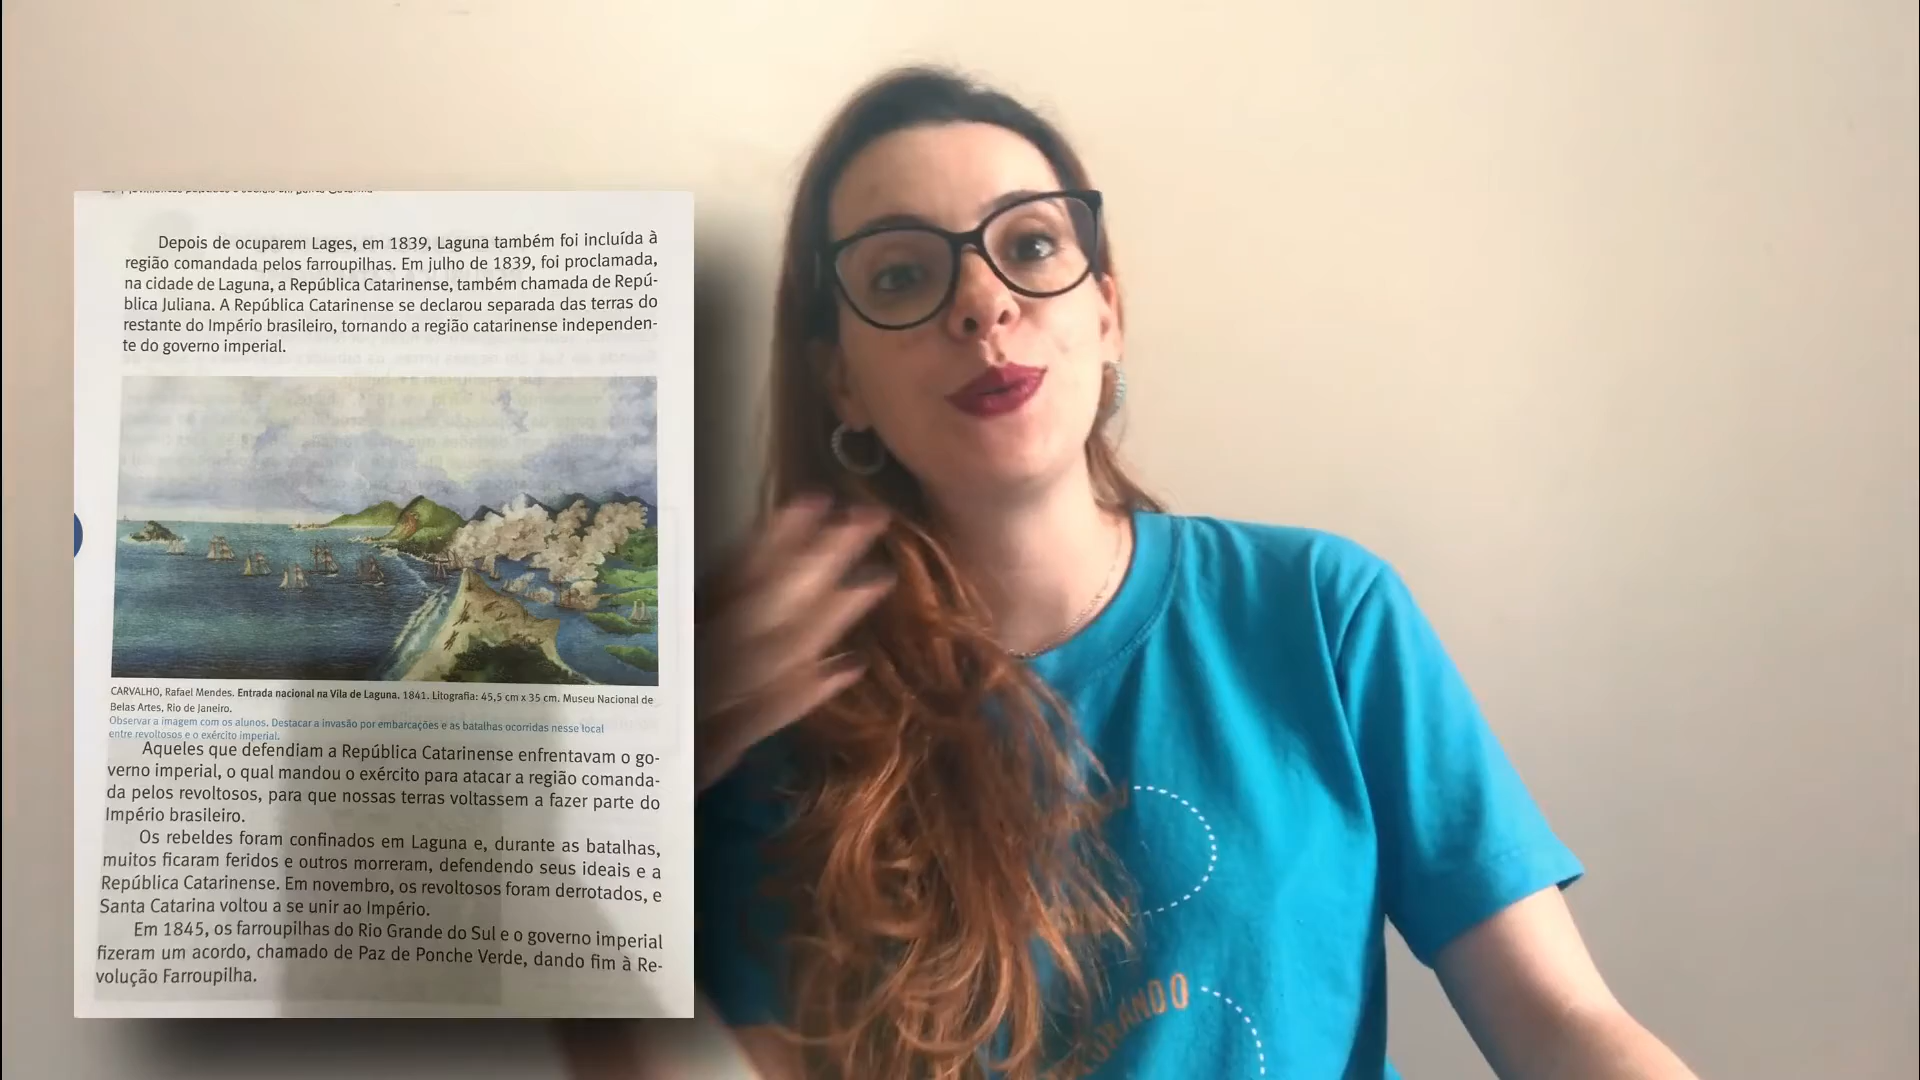 Depois de ocuparem Lages, em 1839, Laguna também foi incluída à
região comandada pelos farroupilhas. Em julho de 1839, foi proclamada,
na cidade de Laguna, a República Catarinense, também chamada de Repú-
blica Juliana. A República Catarinense se declarou separada das terras do
restante do Império brasileiro, tornando a região catarinense independen-
te do governo imperial.
CARVALHO, Rafael Mendes. Entrada nacional na Vila de Laguna. 1841. Litografia: 45,5 cm x 35 cm. Museu Nacional de
Belas Artes, Rio de Janeiro.
Observar a imagem com os alunos. Destacar a invasão por embarcações e as batalhas ocorridas nesse local
entre revoltosos e o exército imperial.
Aqueles que defendiam a República Catarinense enfrentavam o go-
verno imperial, o qual mandou o exército para atacar a região comanda-
da pelos revoltosos, para que nossas terras voltassem a fazer parte do
Império brasileiro.
Os rebeldes foram confinados em Laguna e, durante as batalhas,
muitos ficaram feridos e outros morreram, defendendo seus ideais e a
República Catarinense. Em novembro, os revoltosos foram derrotados, e
Santa Catarina voltou a se unir ao Império.
Em 1845, os farroupilhas do Rio Grande do Sul e o governo imperial
fizeram um acordo, chamado de Paz de Ponche Verde, dando fim à Re-
volução Farroupilha.